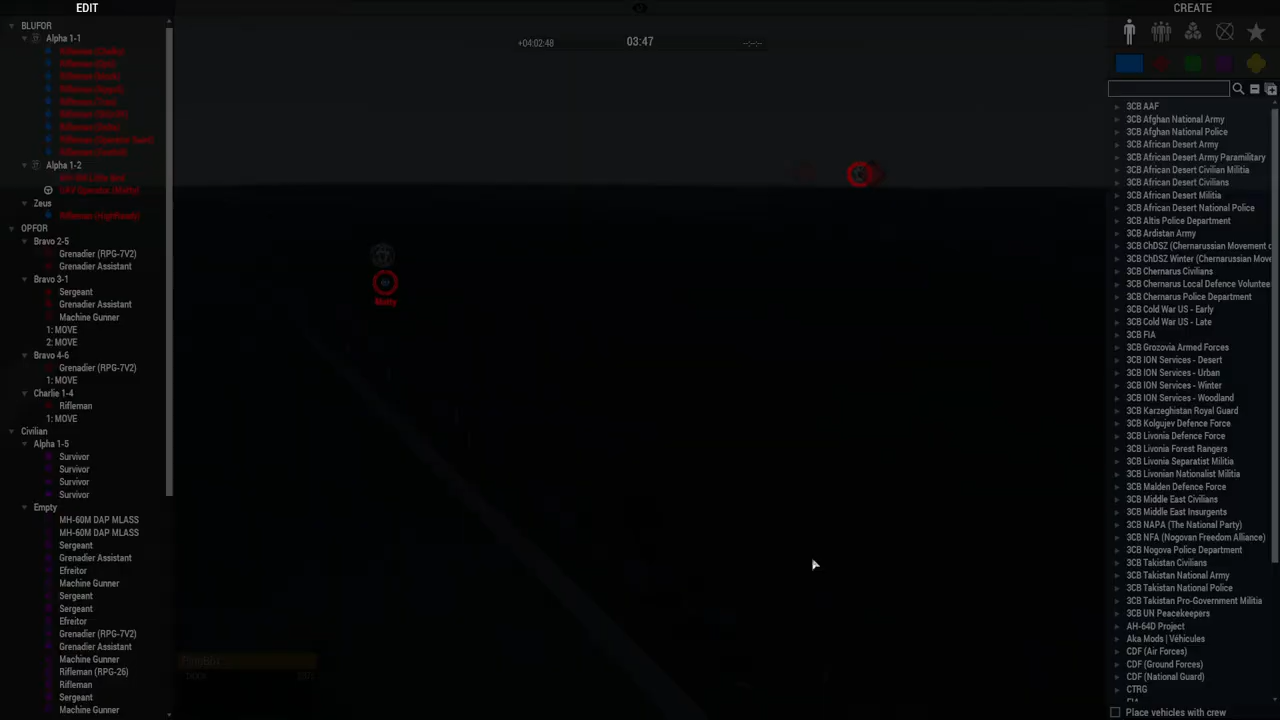 EDIT
BLUFOR
Alpha 1-1
Alpha 1-2
UAV Operator (Matty)
Zeus
OPFOR
Bravo 2-5
Grenadier (RPG-7V2)
Grenadier Assistant
Bravo 3-1
Sergeant
Grenadier Assistant
Machine Gunner
1: MOVE
2: MOVE
Bravo 4-6
Grenadier (RPG-7V2)
1: MOVE
Charlie 1-4
Rifleman
1: MOVE
Civilian
Alpha 1-5
Survivor
Survivor
Survivor
Survivor
Empty
MH-60M DAP MLASS
MH-60M DAP MLASS
Sergeant
Grenadier Assistant
Efreitor
Machine Gunner
Sergeant
Sergeant
Efreitor
Grenadier (RPG-7V2)
Grenadier Assistant
Machine Gunner
Rifleman (RPG-26)
Rifleman
Sergeant
Machine Gunner
+04:02:48
03:47
--:--:--
Matty
CREATE
3CB AAF
3CB Afghan National Army
3CB Afghan National Police
3CB African Desert Army
3CB African Desert Army Paramilitary
3CB African Desert Civilian Militia
3CB African Desert Civilians
3CB African Desert Militia
3CB African Desert National Police
3CB Altis Police Department
3CB Ardistan Army
3CB ChDSZ (Chernarussian Movement o
3CB ChDSZ Winter (Chernarussian Move
3CB Chernarus Civilians
3CB Chernarus Local Defence Voluntee
3CB Chernarus Police Department
3CB Cold War US - Early
3CB Cold War US - Late
3CB FIA
3CB Grozovia Armed Forces
3CB ION Services - Desert
3CB ION Services - Urban
3CB ION Services - Winter
3CB ION Services - Woodland
3CB Karzeghistan Royal Guard
3CB Kolgujev Defence Force
3CB Livonia Defence Force
3CB Livonia Forest Rangers
3CB Livonia Separatist Militia
3CB Livonian Nationalist Militia
3CB Malden Defence Force
3CB Middle East Civilians
3CB Middle East Insurgents
3CB NAPA (The National Party)
3CB NFA (Nogovan Freedom Alliance)
3CB Nogova Police Department
3CB Takistan Civilians
3CB Takistan National Army
3CB Takistan National Police
3CB Takistan Pro-Government Militia
3CB UN Peacekeepers
AH-64D Project
Aka Mods | Véhicules
CDF (Air Forces)
CDF (Ground Forces)
CDF (National Guard)
CTRG
FIA
Place vehicles with crew